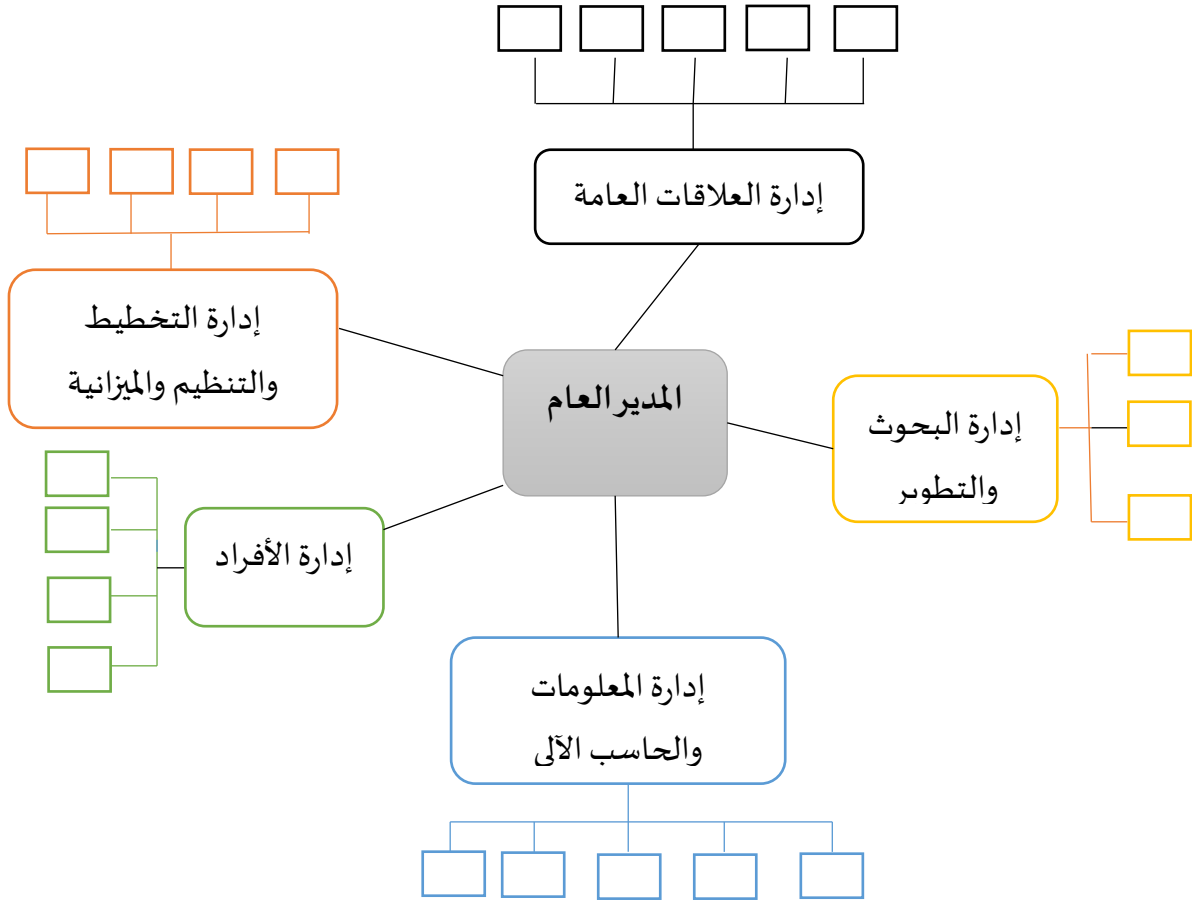 إدارة العلاقات العامة
إدارة التخطيط
والتنظيم والميزانية
المدير العام
إدارة البحوث
والتطوير
إدارة الأفراد
إدارة المعلومات
والحاسب الآلى